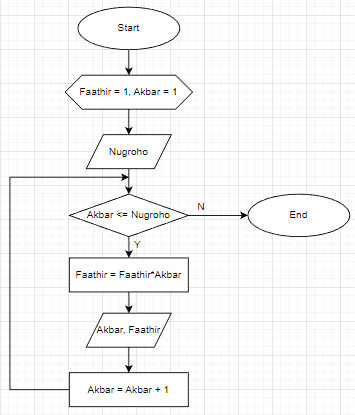 Start
Faathir = 1, Akbar = 1
Nugroho
Akbar <= Nugroho
N
End
Y
Faathir = Faathir*Akbar
Akbar, Faathir
Akbar = Akbar + 1